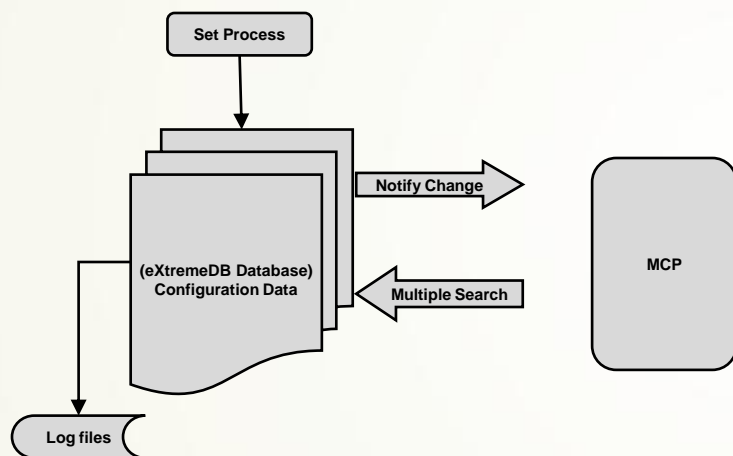 Set Process
Notify Change
(eXtremeDB Database)
Configuration Data
MCP
Multiple Search
Log files